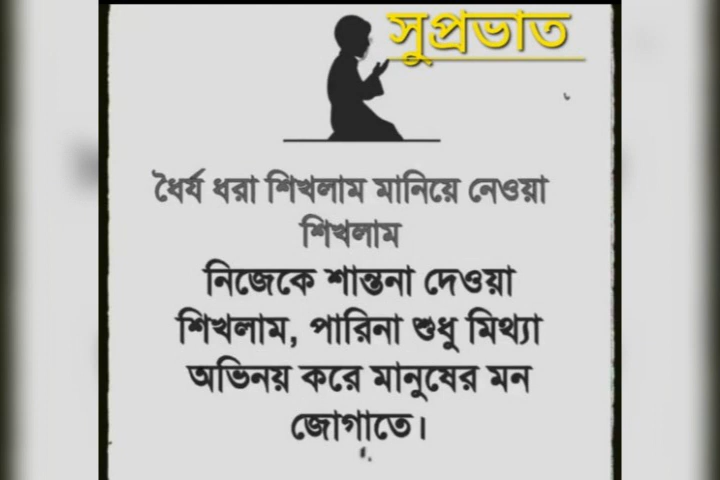 সুপ্রভাত
ধৈর্য ধরা শিখলাম মানিয়ে নেওয়া
শিখলাম
নিজেকে শান্তনা দেওয়া
শিখলাম, পারিনা শুধু মিথ্যা
অভিনয় করে মানুষের মন
জোগাতে।